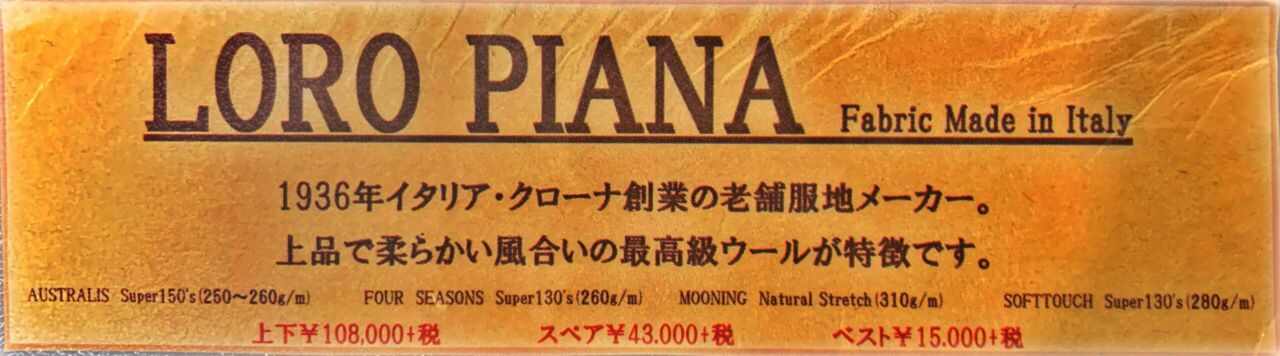 LORO PIANA Fabric Made in Italy
1936年イタリア・クローナ創業の老舗服地メーカー。
上品で柔らかい風合いの最高級ウールが特徴です。
AUSTRALIS Super150's(250〜260g/m) FOUR SEASONS Super130's(260g/m) MOONING Natural Stretch(310g/m) SOFTTOUCH Super130's(280g/m)
上下¥108,000+税 スペア¥43.000+税 ベスト¥15.000+税